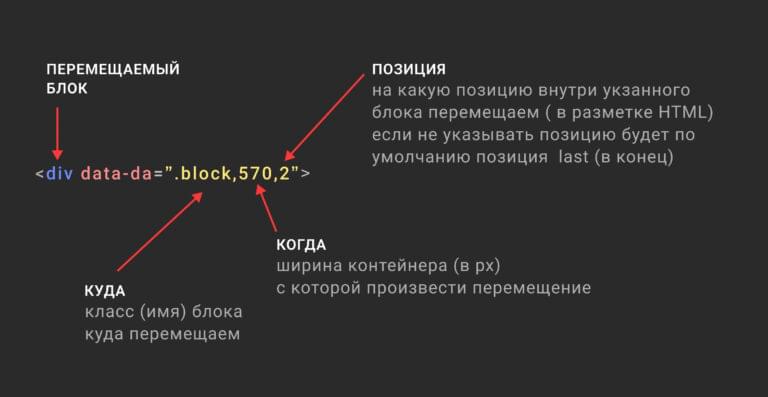 ПЕРЕМЕЩАЕМЫЙ
БЛОК
ПОЗИЦИЯ
на какую позицию внутри укзанного
блока перемещаем ( в разметке HTML)
если не указывать позицию будет по
умолчанию позиция last (в конец)
<div data-da=”.block,570,2”>
КОГДА
ширина контейнера (в px)
с которой произвести перемещение
КУДА
класс (имя) блока
куда перемещаем